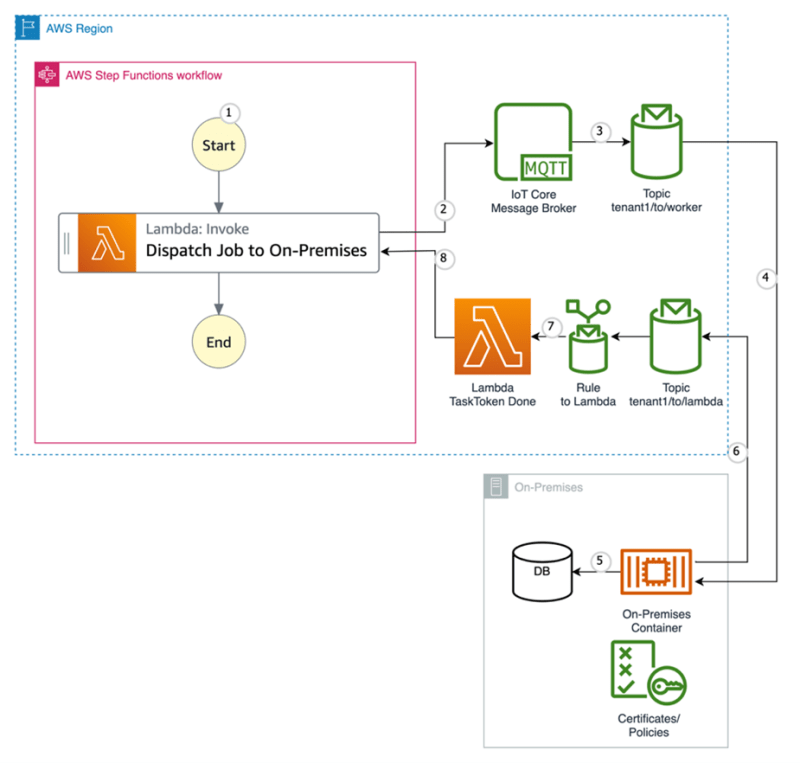 AWS Region
AWS Step Functions workflow
1
Start
Lambda: Invoke
Dispatch Job to On-Premises
End
2
MQTT
IoT Core
Message Broker
3
Topic
tenant1/to/worker
4
8
Lambda
TaskToken Done
7
Rule
to Lambda
Topic
tenant1/to/lambda
6
On-Premises
DB
5
On-Premises
Container
Certificates/
Policies